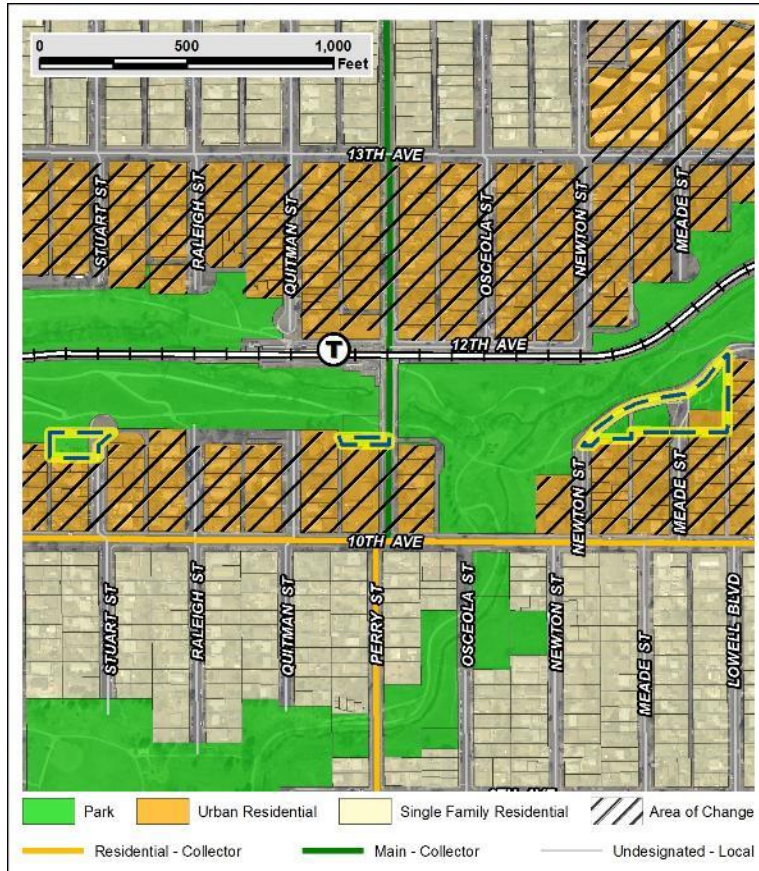 0 500 1,000
Feet
13TH AVE
STUART ST
RALEIGH ST
QUITMAN ST
OSCEOLA ST
NEWTON ST
MEADE ST
12TH AVE
T
NEWTON ST
MEADE ST
10TH AVE
STUART ST
RALEIGH ST
QUITMAN ST
PERRY ST
OSCEOLA ST
NEWTON ST
MEADE ST
LOWELL BLVD
Park Urban Residential Single Family Residential Area of Change
Residential - Collector Main - Collector Undesignated - Local